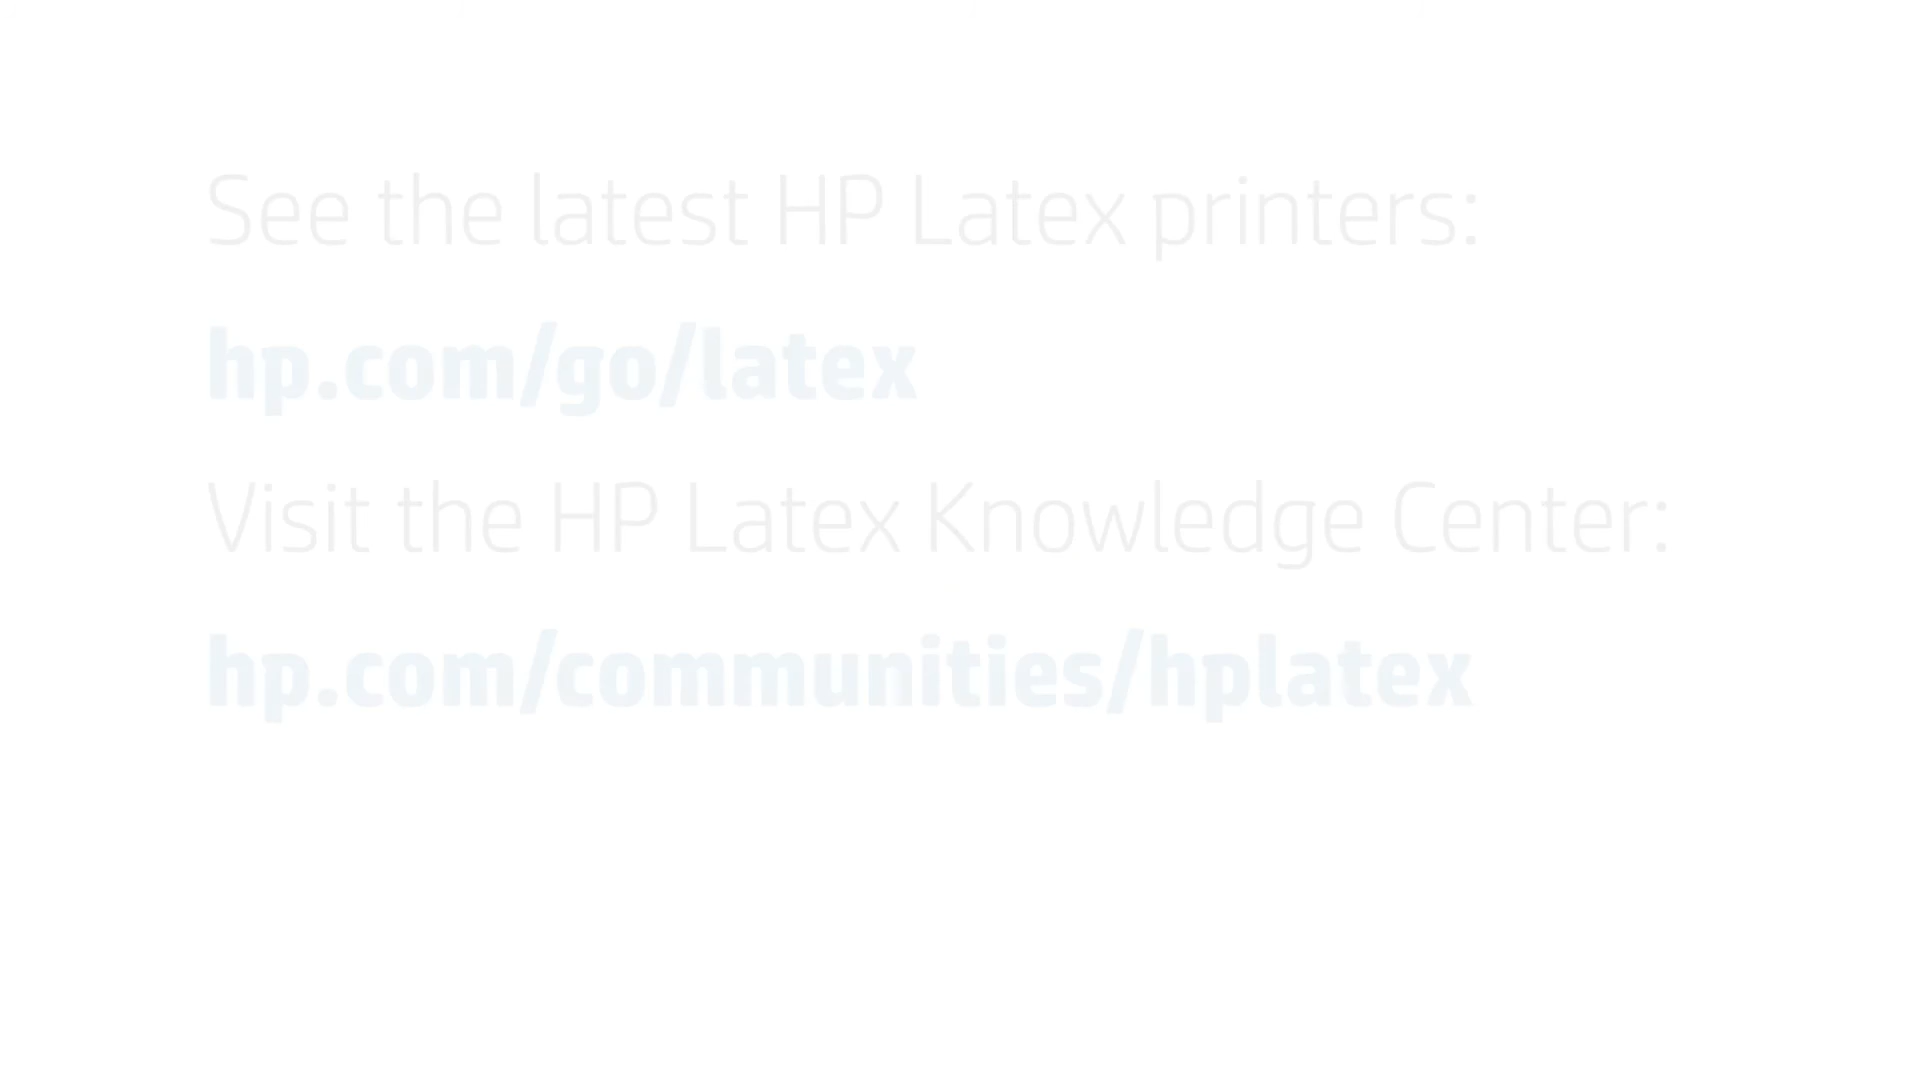 See the latest HP Latex printers:
hp.com/go/latex
Visit the HP Latex Knowledge Center:
hp.com/communities/hplatex